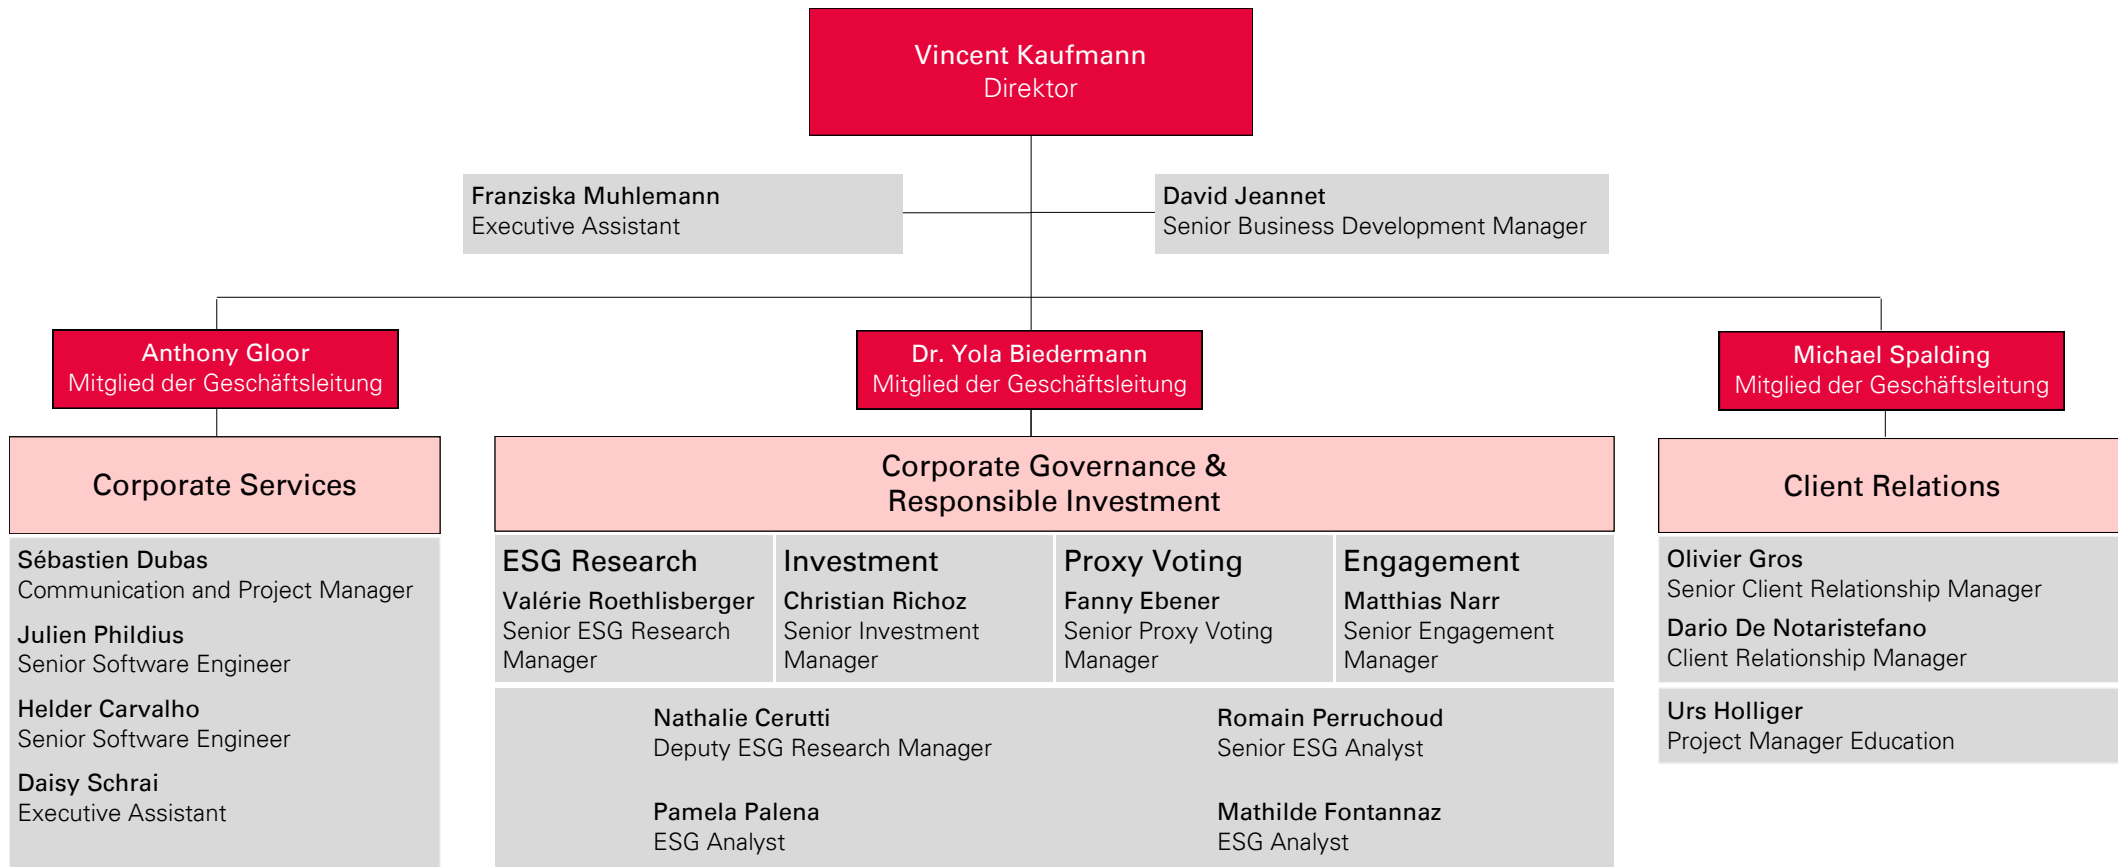 Vincent Kaufmann
Direktor
Franziska Muhlemann
Executive Assistant
David Jeannet
Senior Business Development Manager
Anthony Gloor
Mitglied der Geschäftsleitung
Dr. Yola Biedermann
Mitglied der Geschäftsleitung
Michael Spalding
Mitglied der Geschäftsleitung
Corporate Services
Sébastien Dubas
Communication and Project Manager
Julien Phildius
Senior Software Engineer
Helder Carvalho
Senior Software Engineer
Daisy Schrai
Executive Assistant
Corporate Governance &
Responsible Investment
ESG Research
Valérie Roethlisberger
Senior ESG Research
Manager
Investment
Christian Richoz
Senior Investment
Manager
Proxy Voting
Fanny Ebener
Senior Proxy Voting
Manager
Engagement
Matthias Narr
Senior Engagement
Manager
Nathalie Cerutti
Deputy ESG Research Manager
Romain Perruchoud
Senior ESG Analyst
Pamela Palena
ESG Analyst
Mathilde Fontannaz
ESG Analyst
Client Relations
Olivier Gros
Senior Client Relationship Manager
Dario De Notaristefano
Client Relationship Manager
Urs Holliger
Project Manager Education